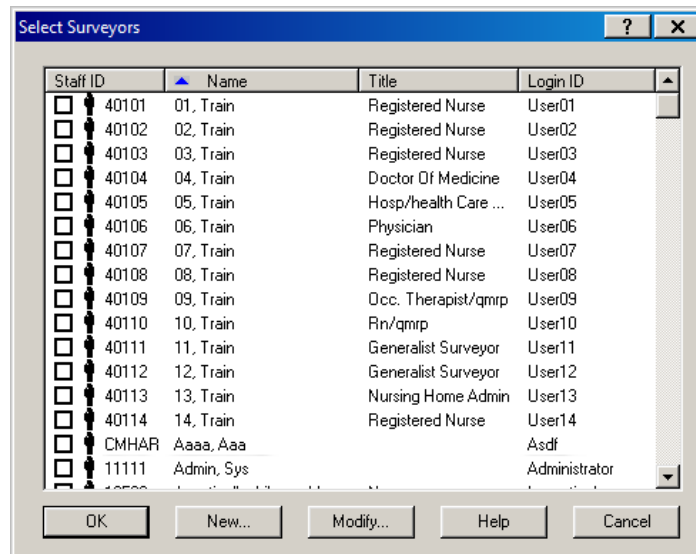 Select Surveyors ? X
Staff ID Name Title Login ID
40101 01, Train Registered Nurse User01
40102 02, Train Registered Nurse User02
40103 03, Train Registered Nurse User03
40104 04, Train Doctor Of Medicine User04
40105 05, Train Hosp/health Care ... User05
40106 06, Train Physician User06
40107 07, Train Registered Nurse User07
40108 08, Train Registered Nurse User08
40109 09, Train Occ. Therapist/qmrp User09
40110 10, Train Rn/qmrp User10
40111 11, Train Generalist Surveyor User11
40112 12, Train Generalist Surveyor User12
40113 13, Train Nursing Home Admin User13
40114 14, Train Registered Nurse User14
CMHAR Aaaa, Aaa Asdf
11111 Admin, Sys Administrator
OK New... Modify... Help Cancel